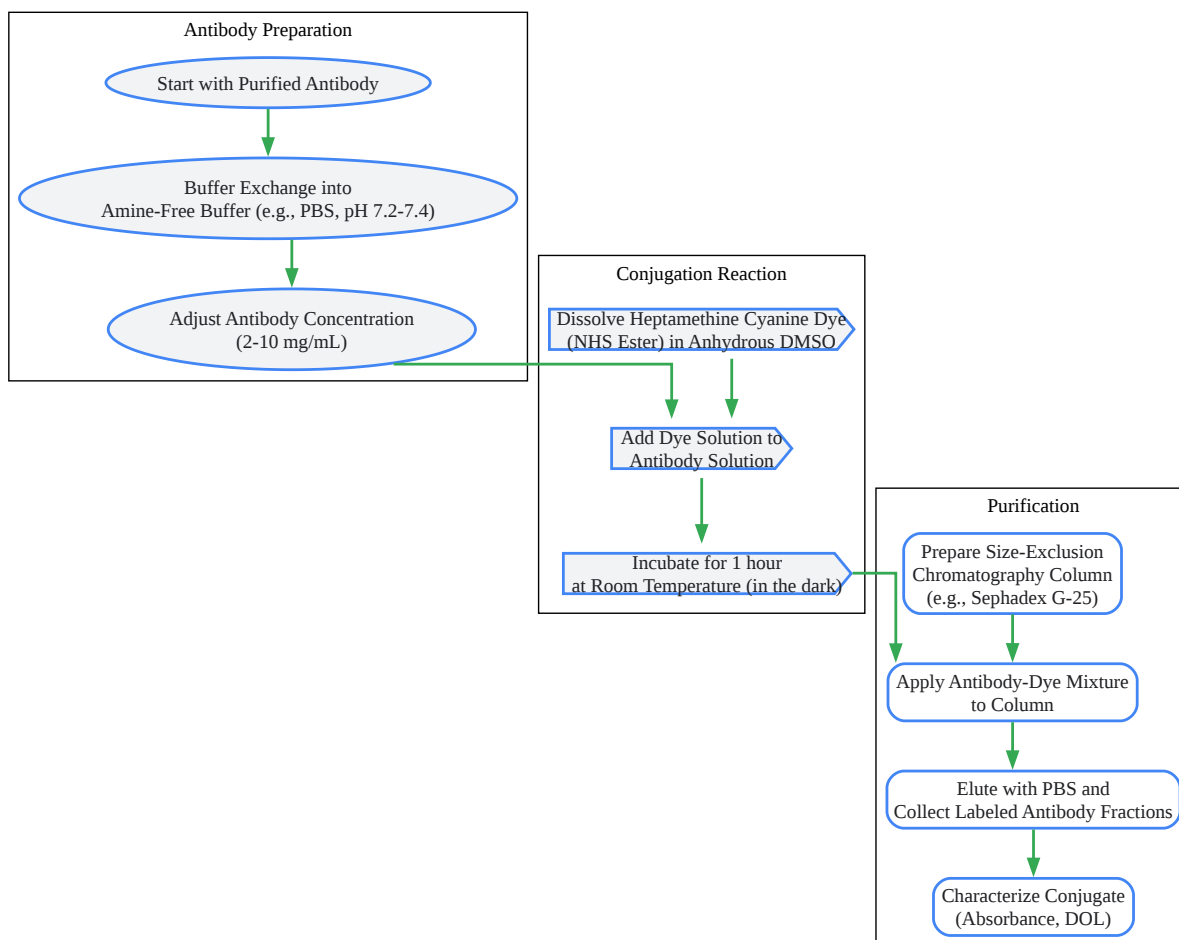 Antibody Preparation
Start with Purified Antibody
Buffer Exchange into
Amine-Free Buffer (e.g., PBS, pH 7.2-7.4)
Adjust Antibody Concentration
(2-10 mg/mL)
Conjugation Reaction
Dissolve Heptamethine Cyanine Dye
(NHS Ester) in Anhydrous DMSO
Add Dye Solution to
Antibody Solution
Incubate for 1 hour
at Room Temperature (in the dark)
Purification
Prepare Size-Exclusion
Chromatography Column
(e.g., Sephadex G-25)
Apply Antibody-Dye Mixture
to Column
Elute with PBS and
Collect Labeled Antibody Fractions
Characterize Conjugate
(Absorbance, DOL)